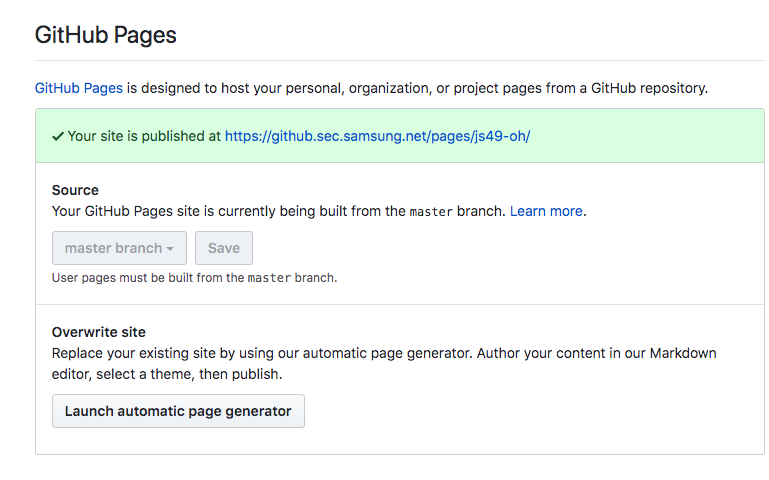 GitHub Pages
GitHub Pages is designed to host your personal, organization, or project pages from a GitHub repository.
Your site is published at https://github.sec.samsung.net/pages/js49-oh/
Source
Your GitHub Pages site is currently being built from the master branch. Learn more.
master branch
Save
User pages must be built from the master branch.
Overwrite site
Replace your existing site by using our automatic page generator. Author your content in our Markdown
editor, select a theme, then publish.
Launch automatic page generator